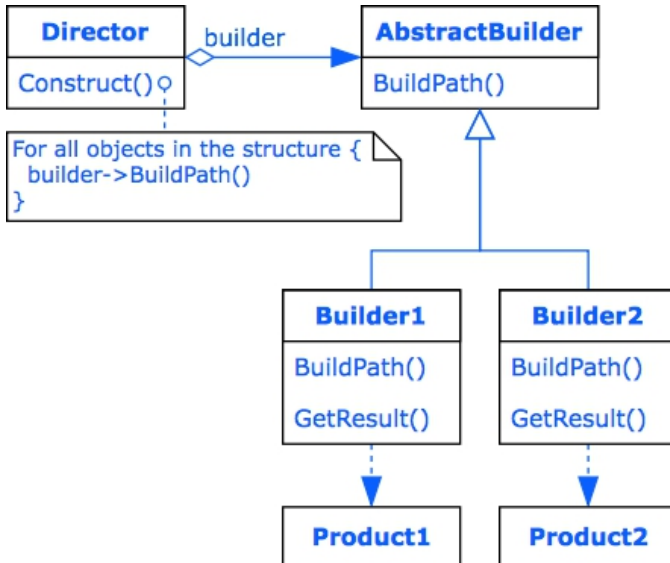 Director
Construct()
builder
AbstractBuilder
BuildPath()
For all objects in the structure {
builder->BuildPath()
}
Builder1
BuildPath()
GetResult()
Builder2
BuildPath()
GetResult()
Product1
Product2